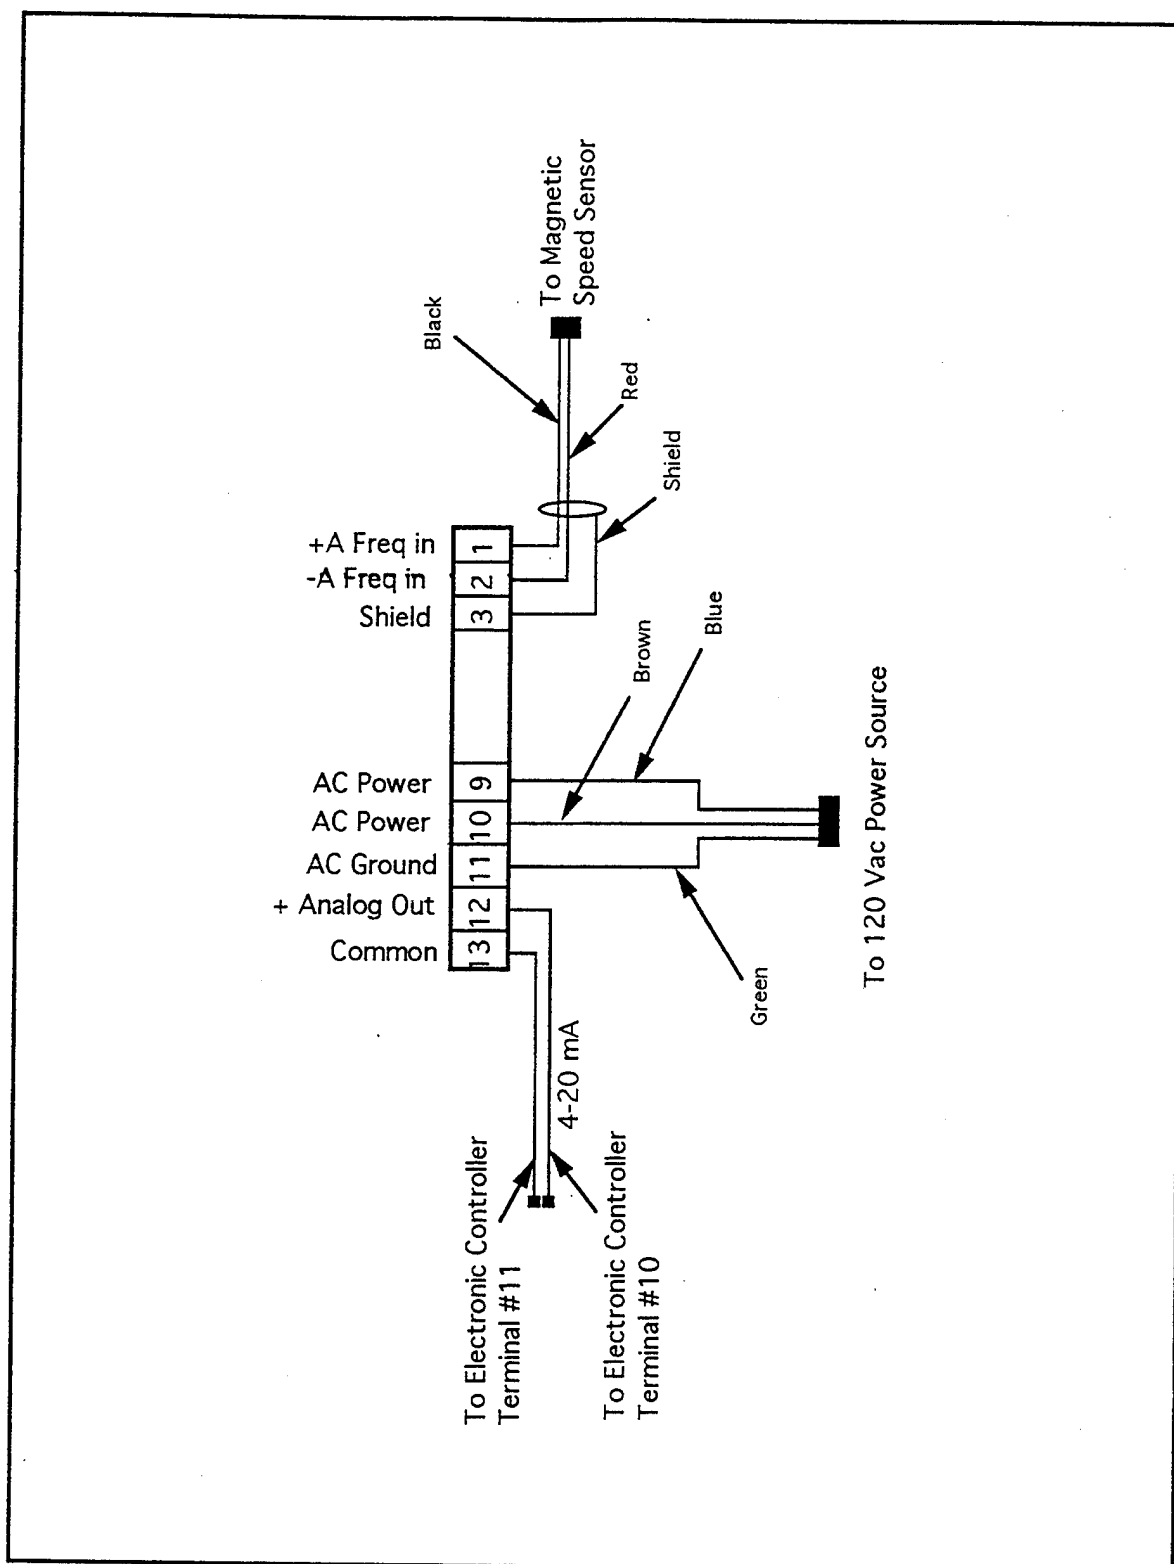 +A Freq in
-A Freq in
Shield
AC Power
AC Power
AC Ground
+ Analog Out
Common
1
2
3
9
10
11
12
13
Black
To Magnetic
Speed Sensor
Red
Shield
Brown
Blue
Green
To 120 Vac Power Source
4-20 mA
To Electronic Controller
Terminal #11
To Electronic Controller
Terminal #10